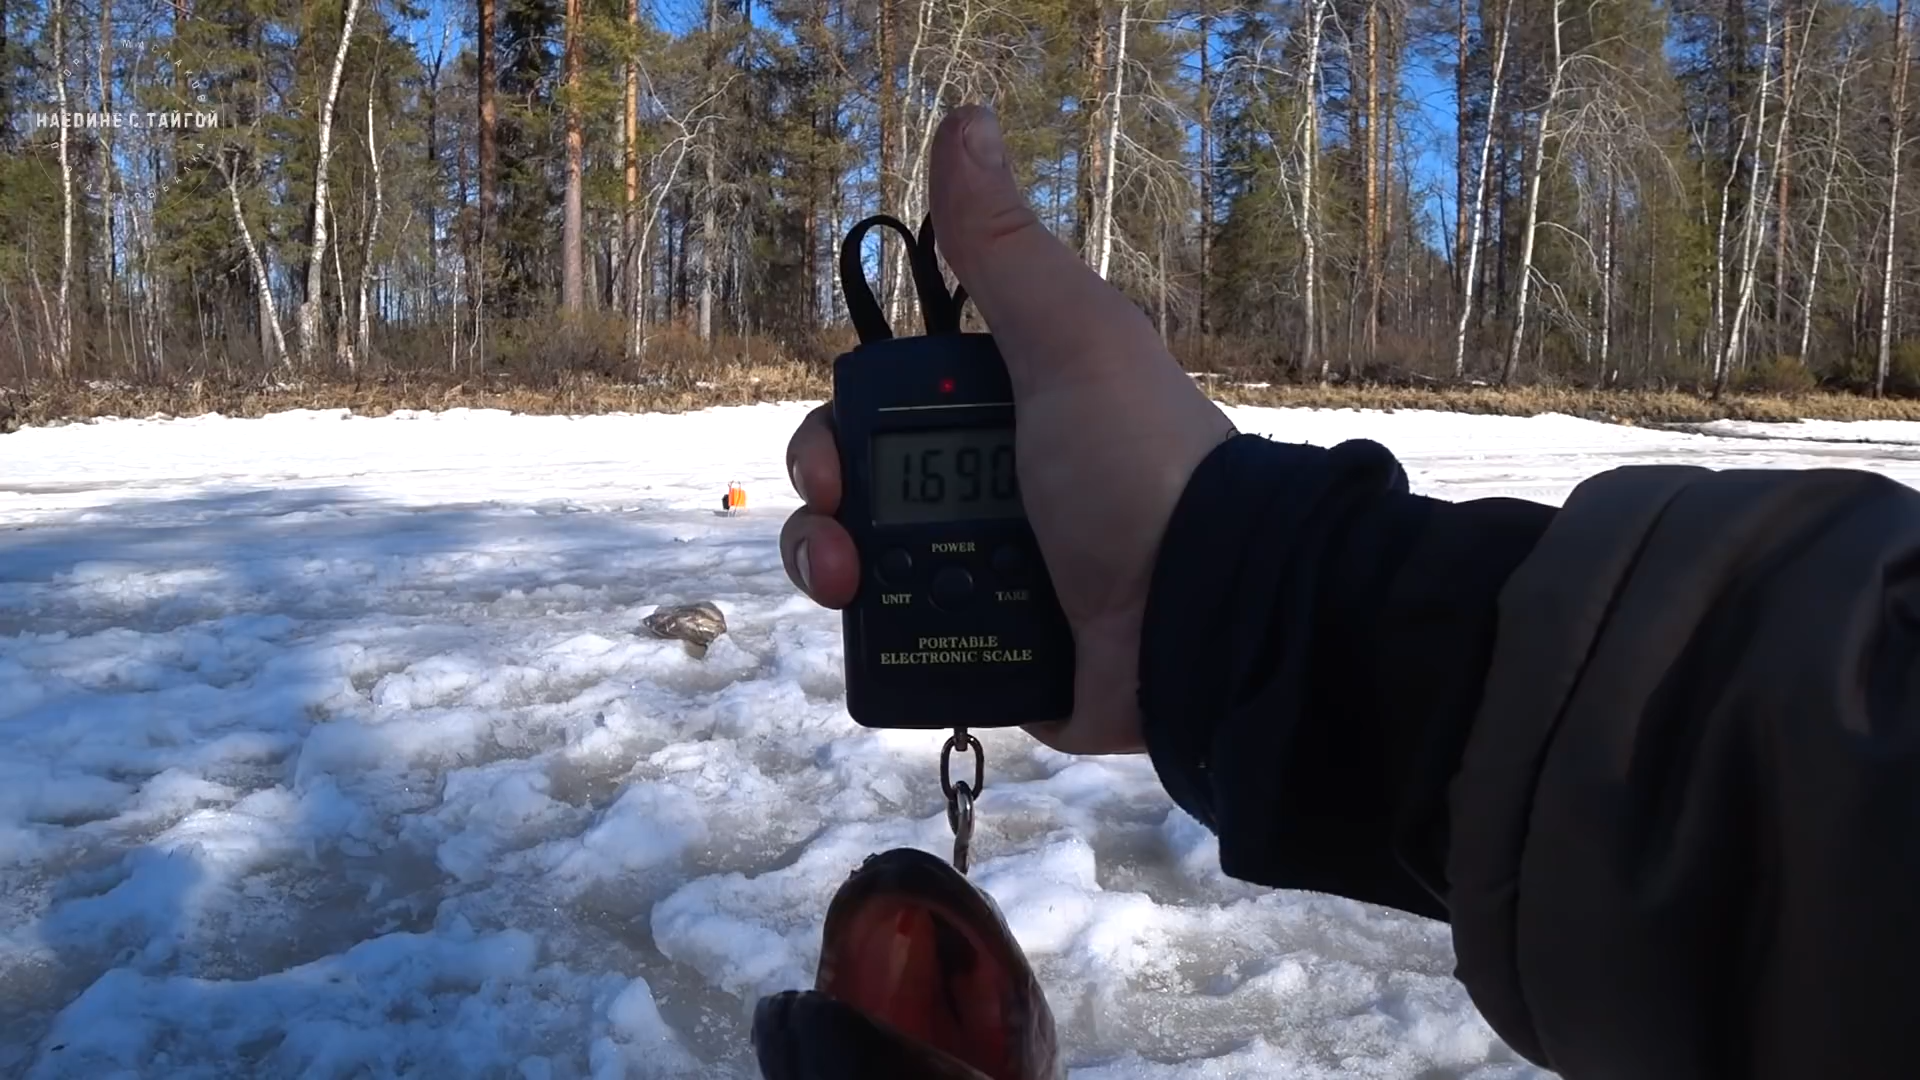 НАЕДИНЕ С ТАЙГОЙ
1.690
POWER
UNIT TARE
PORTABLE
ELECTRONIC SCALE